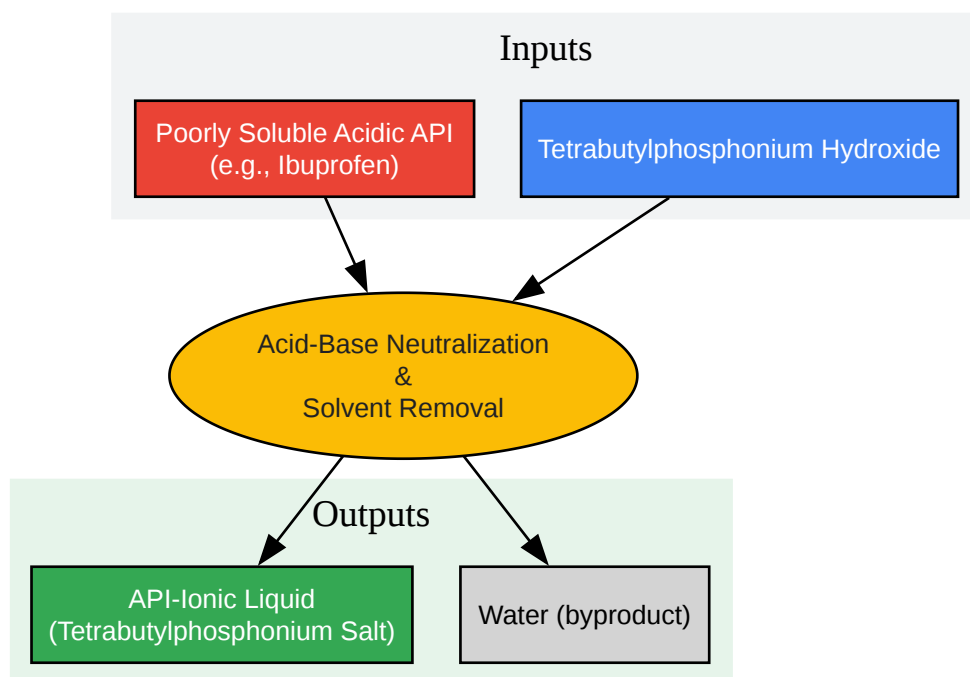 Inputs
Poorly Soluble Acidic API
(e.g., Ibuprofen)
Tetrabutylphosphonium Hydroxide
Acid-Base Neutralization
&
Solvent Removal
Outputs
API-Ionic Liquid
(Tetrabutylphosphonium Salt)
Water (byproduct)